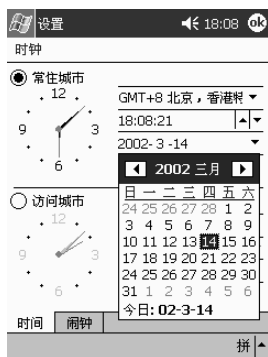 设置 18:08 ok
时钟
常住城市
12
9 3
6
GMT+8 北京，香港特
18:08:21
2002- 3 -14
2002 三月
日 一 二 三 四 五 六
24 25 26 27 28 1 2
3 4 5 6 7 8 9
10 11 12 13 14 15 16
17 18 19 20 21 22 23
24 25 26 27 28 29 30
31 1 2 3 4 5 6
今日: 02-3-14
访问城市
12
9 3
6
时间 闹钟
拼